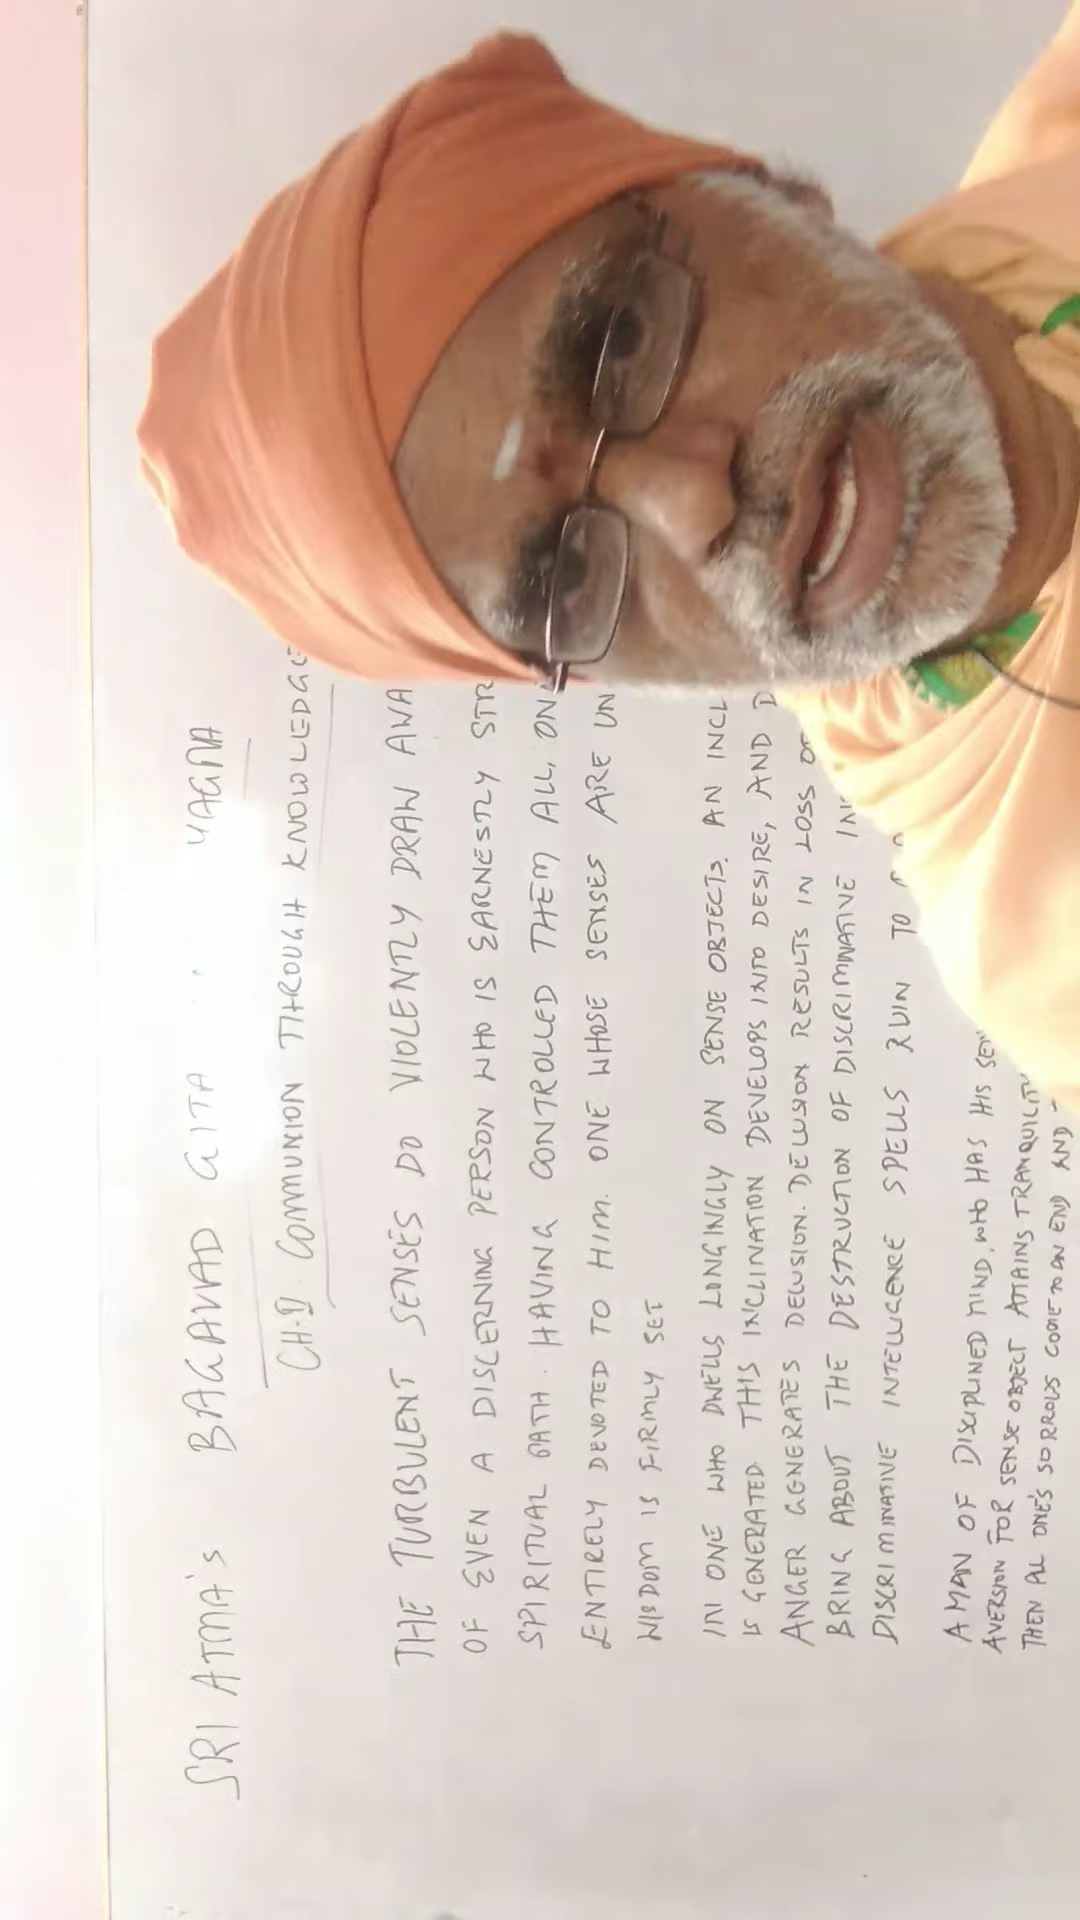 SRI ATMA'S BAGAVAD GITA YAGNA
CH-II COMMUNION THROUGH KNOWLEDGE
THE TURBULENT SENSES DO VIOLENTLY DRAW AWA
OF EVEN A DISCERNING PERSON WHO IS EARNESTLY STR
SPIRITUAL PATH. HAVING CONTROLLED THEM ALL, ON
ENTIRELY DEVOTED TO HIM. ONE WHOSE SENSES ARE UN
WISDOM IS FIRMLY SET
IN ONE WHO DWELLS LONGINGLY ON SENSE OBJECTS, AN INCL
IS GENERATED THIS INCLINATION DEVELOPS INTO DESIRE, AND D
ANGER GENERATES DELUSION. DELUSION RESULTS IN LOSS OF
BRING ABOUT THE DESTRUCTION OF DISCRIMINATIVE IN
DISCRIMINATIVE INTELLIGENCE SPELLS RUIN TO
A MAN OF DISCIPLINED MIND, WHO HAS HIS SEN
AVERSION FOR SENSE OBJECT ATTAINS TRANQUILIT
THEN ALL ONE'S SORROWS COME TO AN END AND